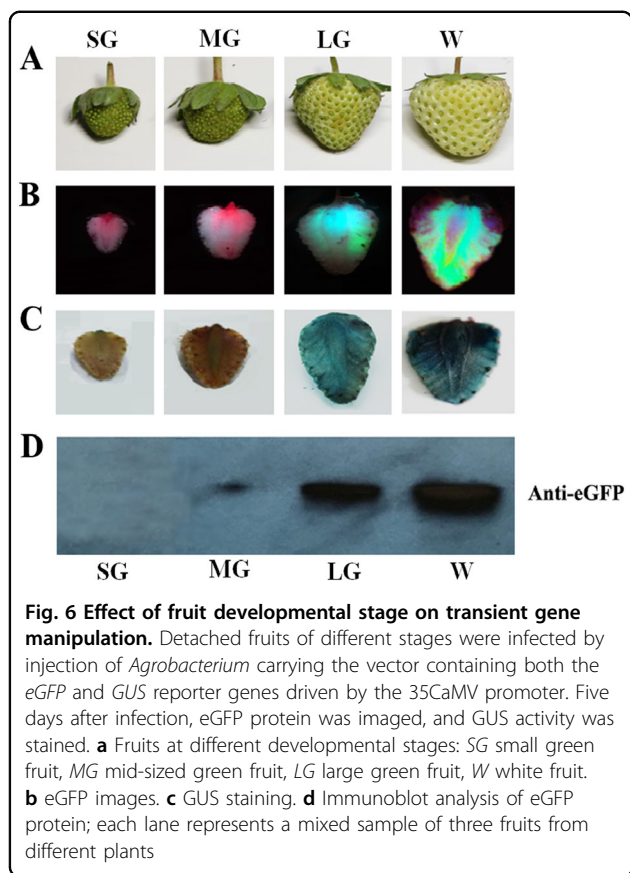 SG MG LG W
A
B
C
D
Anti-eGFP
SG MG LG W
Fig. 6 Effect of fruit developmental stage on transient gene
manipulation. Detached fruits of different stages were infected by
injection of Agrobacterium carrying the vector containing both the
eGFP and GUS reporter genes driven by the 35CaMV promoter. Five
days after infection, eGFP protein was imaged, and GUS activity was
stained. a Fruits at different developmental stages: SG small green
fruit, MG mid-sized green fruit, LG large green fruit, W white fruit.
b eGFP images. c GUS staining. d Immunoblot analysis of eGFP
protein; each lane represents a mixed sample of three fruits from
different plants